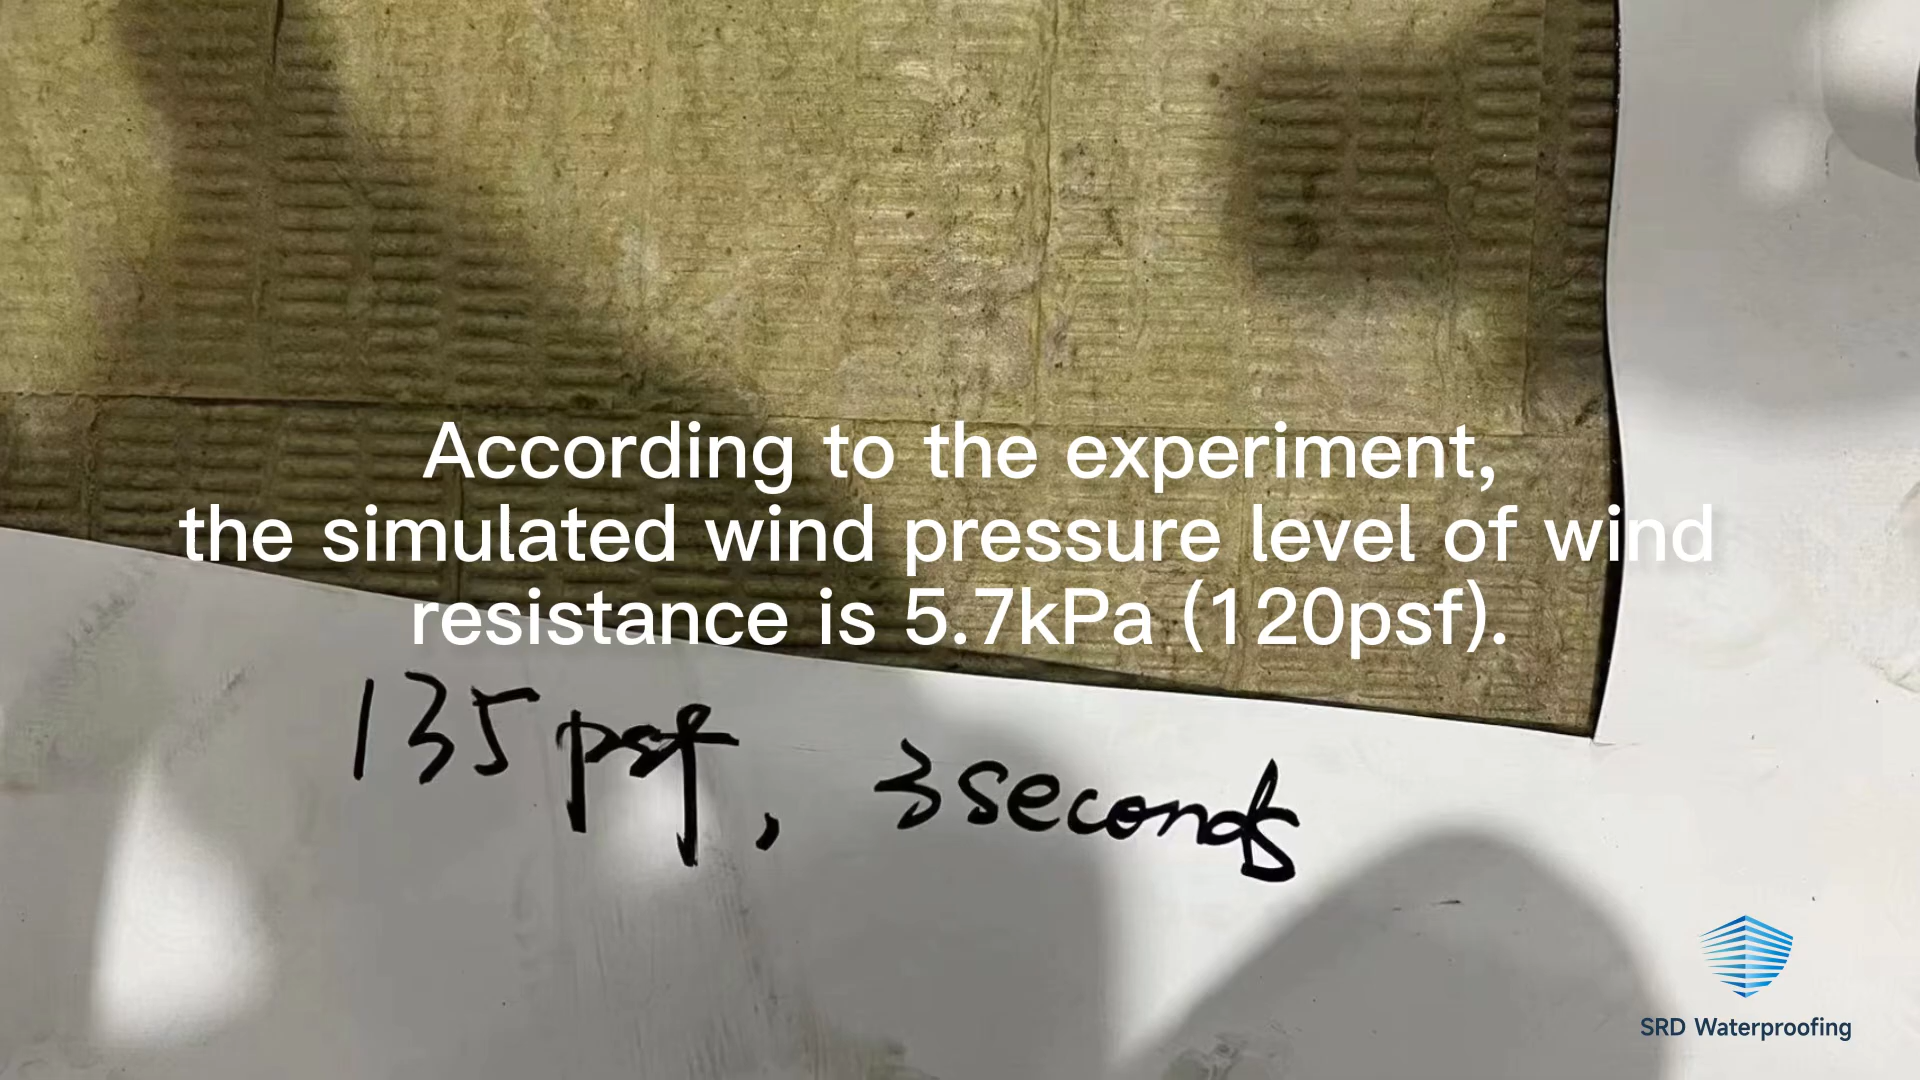 According to the experiment,
the simulated wind pressure level of wind
resistance is 5.7kPa (120psf).
135psf, 3seconds
SRD Waterproofing